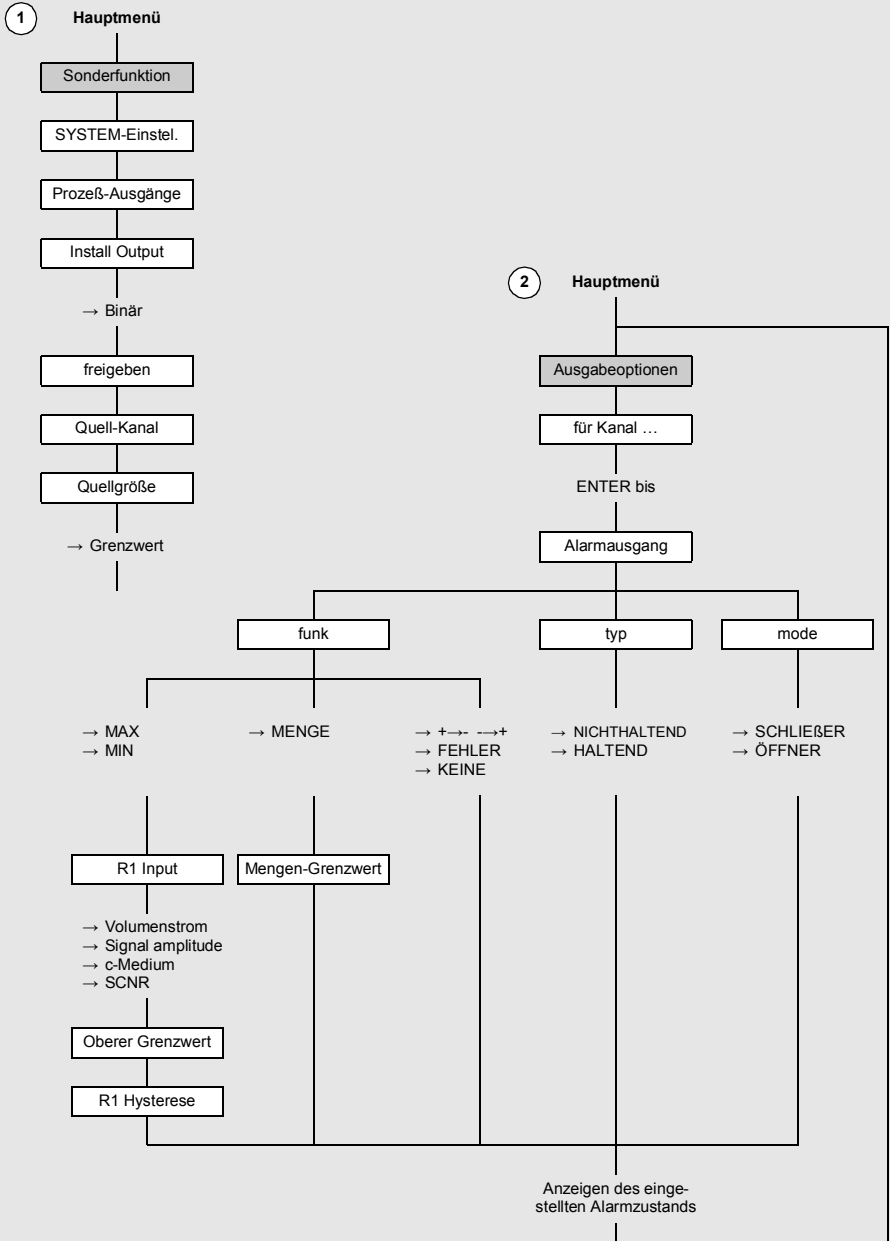 1 Hauptmenü
Sonderfunktion
SYSTEM-Einstel.
Prozeß-Ausgänge
Install Output
→ Binär
freigeben
Quell-Kanal
Quellgröße
→ Grenzwert
2 Hauptmenü
Ausgabeoptionen
für Kanal …
ENTER bis
Alarmausgang
funk
typ
mode
→ MAX
→ MIN
→ MENGE
→ +→- -→+
→ FEHLER
→ KEINE
→ NICHTHALTEND
→ HALTEND
→ SCHLIEßER
→ ÖFFNER
R1 Input
Mengen-Grenzwert
→ Volumenstrom
→ Signal amplitude
→ c-Medium
→ SCNR
Oberer Grenzwert
R1 Hysterese
Anzeigen des einge-
stellten Alarmzustands